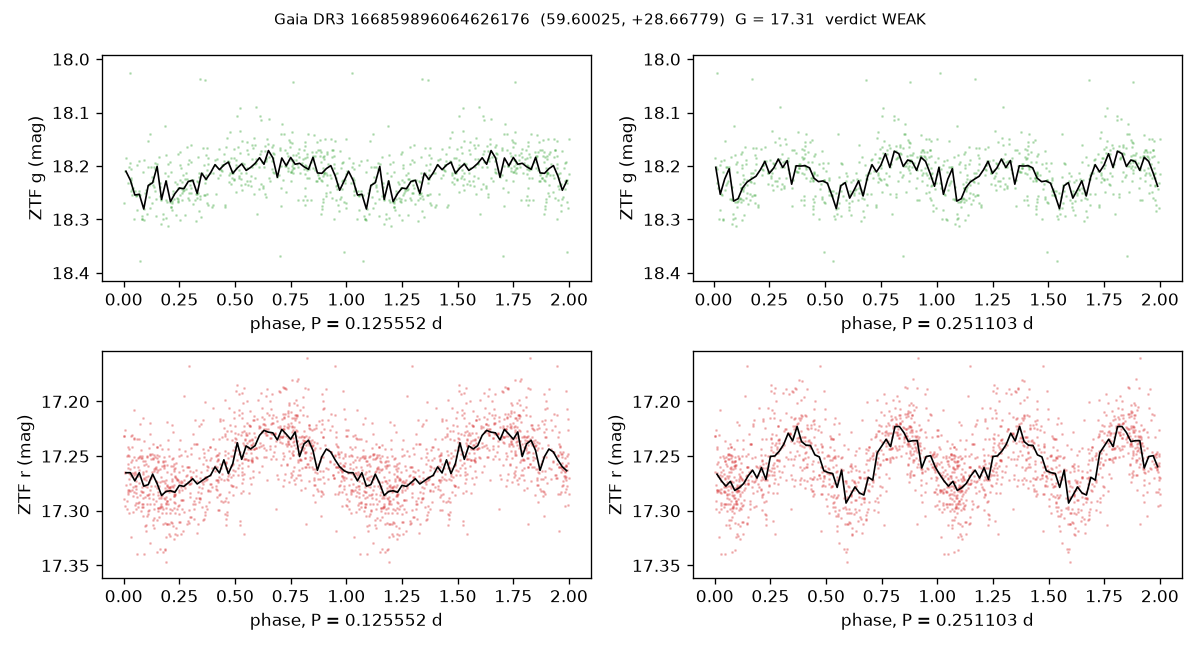 Gaia DR3 166859896064626176 (59.60025, +28.66779) G = 17.31 verdict WEAK
ZTF g (mag)
18.0
18.1
18.2
18.3
18.4
0.00 0.25 0.50 0.75 1.00 1.25 1.50 1.75 2.00
phase, P = 0.125552 d
ZTF g (mag)
18.0
18.1
18.2
18.3
18.4
0.00 0.25 0.50 0.75 1.00 1.25 1.50 1.75 2.00
phase, P = 0.251103 d
ZTF r (mag)
17.20
17.25
17.30
17.35
0.00 0.25 0.50 0.75 1.00 1.25 1.50 1.75 2.00
phase, P = 0.125552 d
ZTF r (mag)
17.20
17.25
17.30
17.35
0.00 0.25 0.50 0.75 1.00 1.25 1.50 1.75 2.00
phase, P = 0.251103 d